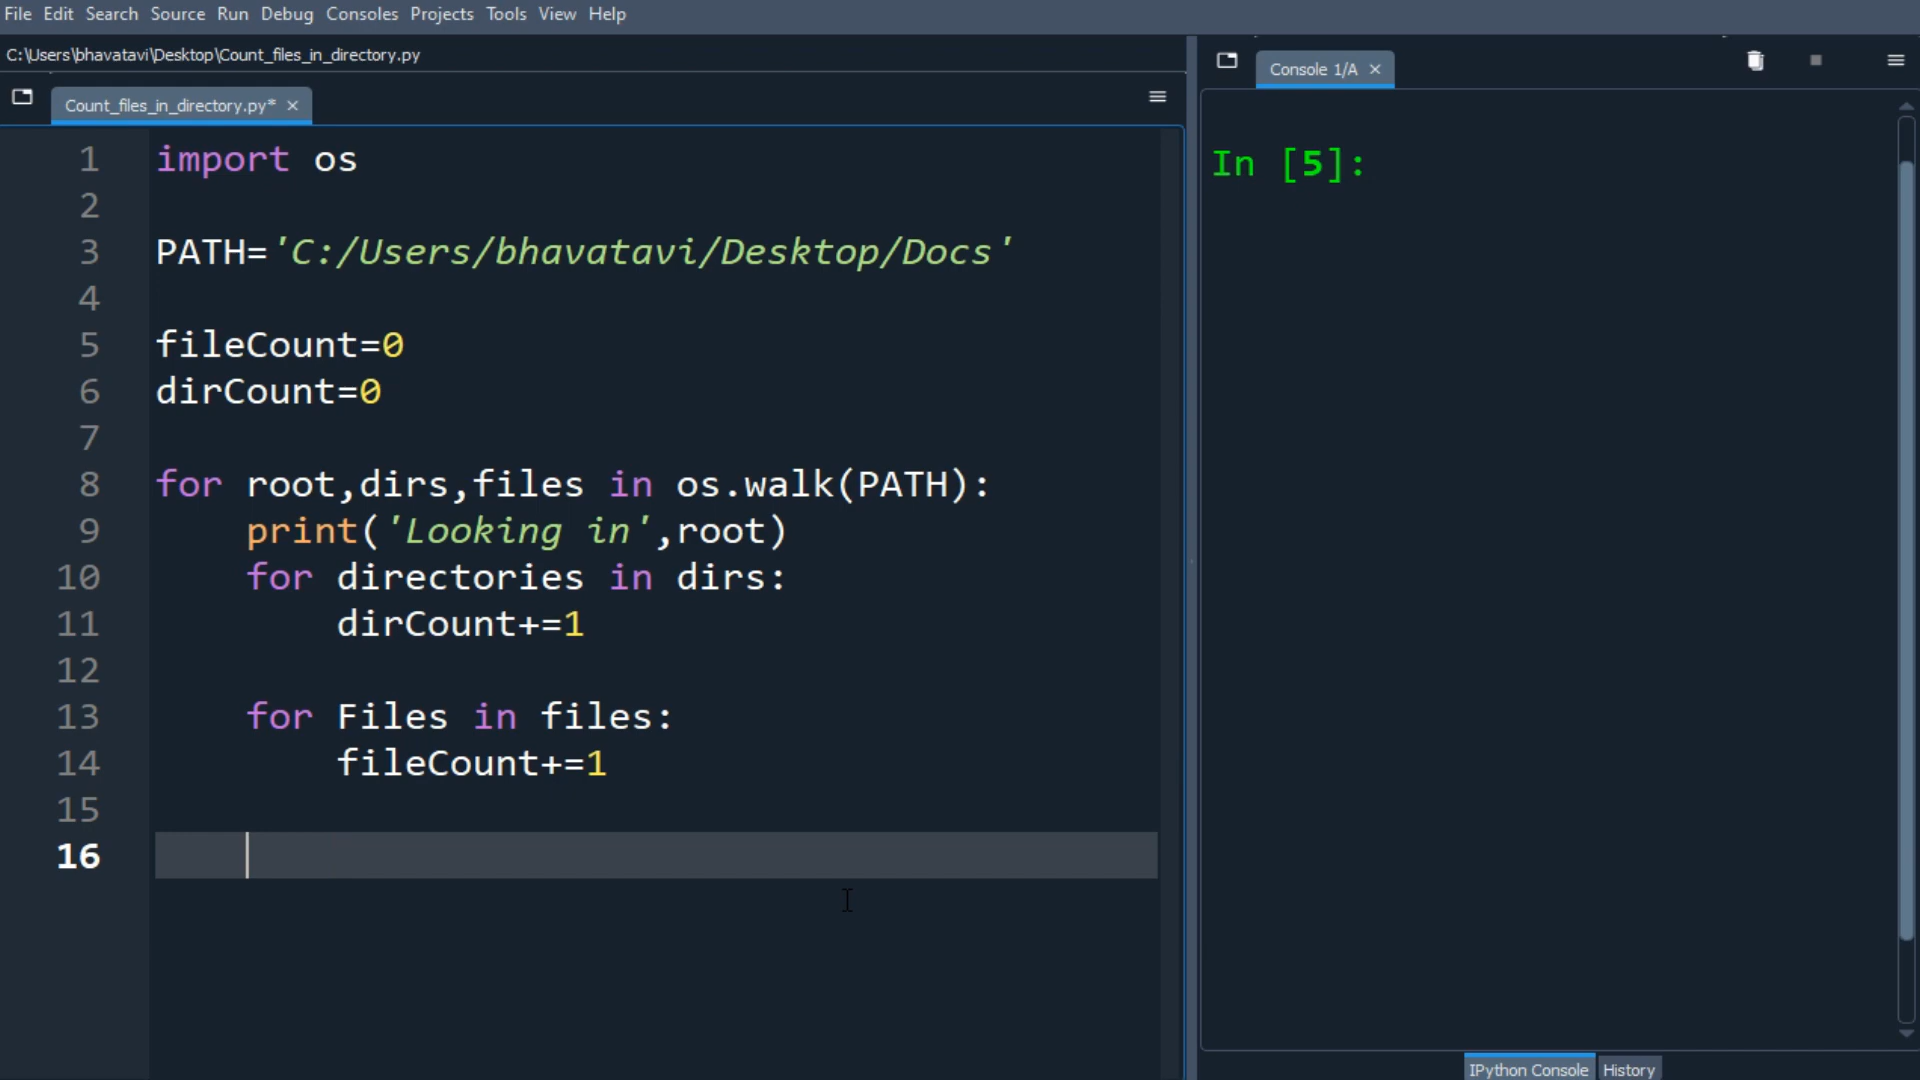 File Edit Search Source Run Debug Consoles Projects Tools View Help
C:\Users\bhavatavi\Desktop\Count_files_in_directory.py
Count_files_in_directory.py*
1 import os
2
3 PATH='C:/Users/bhavatavi/Desktop/Docs'
4
5 fileCount=0
6 dirCount=0
7
8 for root,dirs,files in os.walk(PATH):
9     print('Looking in',root)
10     for directories in dirs:
11         dirCount+=1
12
13     for Files in files:
14         fileCount+=1
15
16
Console 1/A
In [5]:
IPython Console History